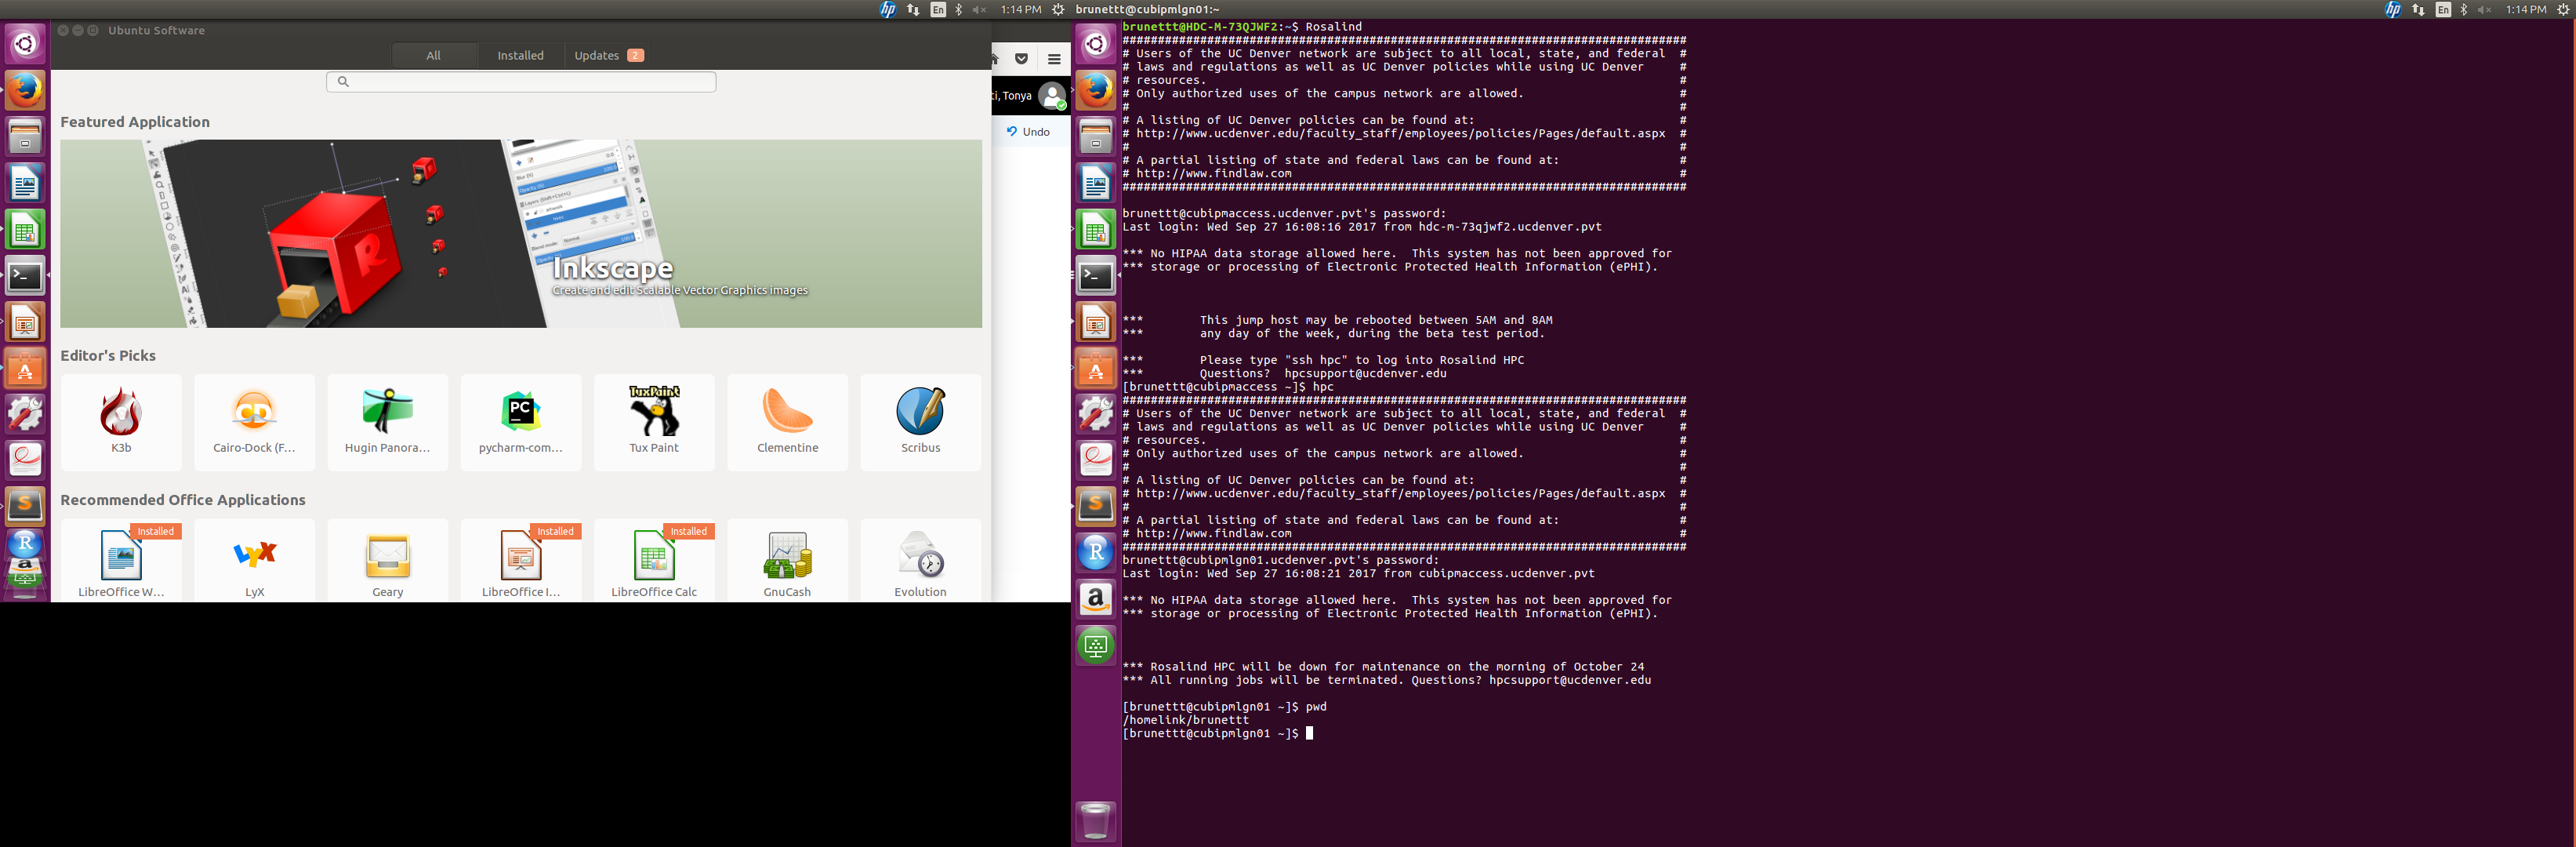 hp En 1:14 PM
Ubuntu Software
All Installed Updates 2
i, Tonya
Undo
Featured Application
Inkscape
Create and edit Scalable Vector Graphics images
Editor's Picks
K3b Cairo-Dock (F... Hugin Panora... pycharm-com... Tux Paint Clementine Scribus
Recommended Office Applications
Installed Installed Installed
LibreOffice W... LyX Geary LibreOffice I... LibreOffice Calc GnuCash Evolution
brunettt@cubipmlgn01:~ hp En 1:14 PM
brunettt@HDC-M-73QJWF2:~$ Rosalind
################################################################################
# Users of the UC Denver network are subject to all local, state, and federal #
# laws and regulations as well as UC Denver policies while using UC Denver #
# resources. #
# Only authorized uses of the campus network are allowed. #
# #
# A listing of UC Denver policies can be found at: #
# http://www.ucdenver.edu/faculty_staff/employees/policies/Pages/default.aspx #
# #
# A partial listing of state and federal laws can be found at: #
# http://www.findlaw.com #
################################################################################
brunettt@cubipmaccess.ucdenver.pvt's password:
Last login: Wed Sep 27 16:08:16 2017 from hdc-m-73qjwf2.ucdenver.pvt
*** No HIPAA data storage allowed here. This system has not been approved for
*** storage or processing of Electronic Protected Health Information (ePHI).
*** This jump host may be rebooted between 5AM and 8AM
*** any day of the week, during the beta test period.
*** Please type "ssh hpc" to log into Rosalind HPC
*** Questions? hpcsupport@ucdenver.edu
[brunettt@cubipmaccess ~]$ hpc
################################################################################
# Users of the UC Denver network are subject to all local, state, and federal #
# laws and regulations as well as UC Denver policies while using UC Denver #
# resources. #
# Only authorized uses of the campus network are allowed. #
# #
# A listing of UC Denver policies can be found at: #
# http://www.ucdenver.edu/faculty_staff/employees/policies/Pages/default.aspx #
# #
# A partial listing of state and federal laws can be found at: #
# http://www.findlaw.com #
################################################################################
brunettt@cubipmlgn01.ucdenver.pvt's password:
Last login: Wed Sep 27 16:08:21 2017 from cubipmaccess.ucdenver.pvt
*** No HIPAA data storage allowed here. This system has not been approved for
*** storage or processing of Electronic Protected Health Information (ePHI).
*** Rosalind HPC will be down for maintenance on the morning of October 24
*** All running jobs will be terminated. Questions? hpcsupport@ucdenver.edu
[brunettt@cubipmlgn01 ~]$ pwd
/homelink/brunettt
[brunettt@cubipmlgn01 ~]$